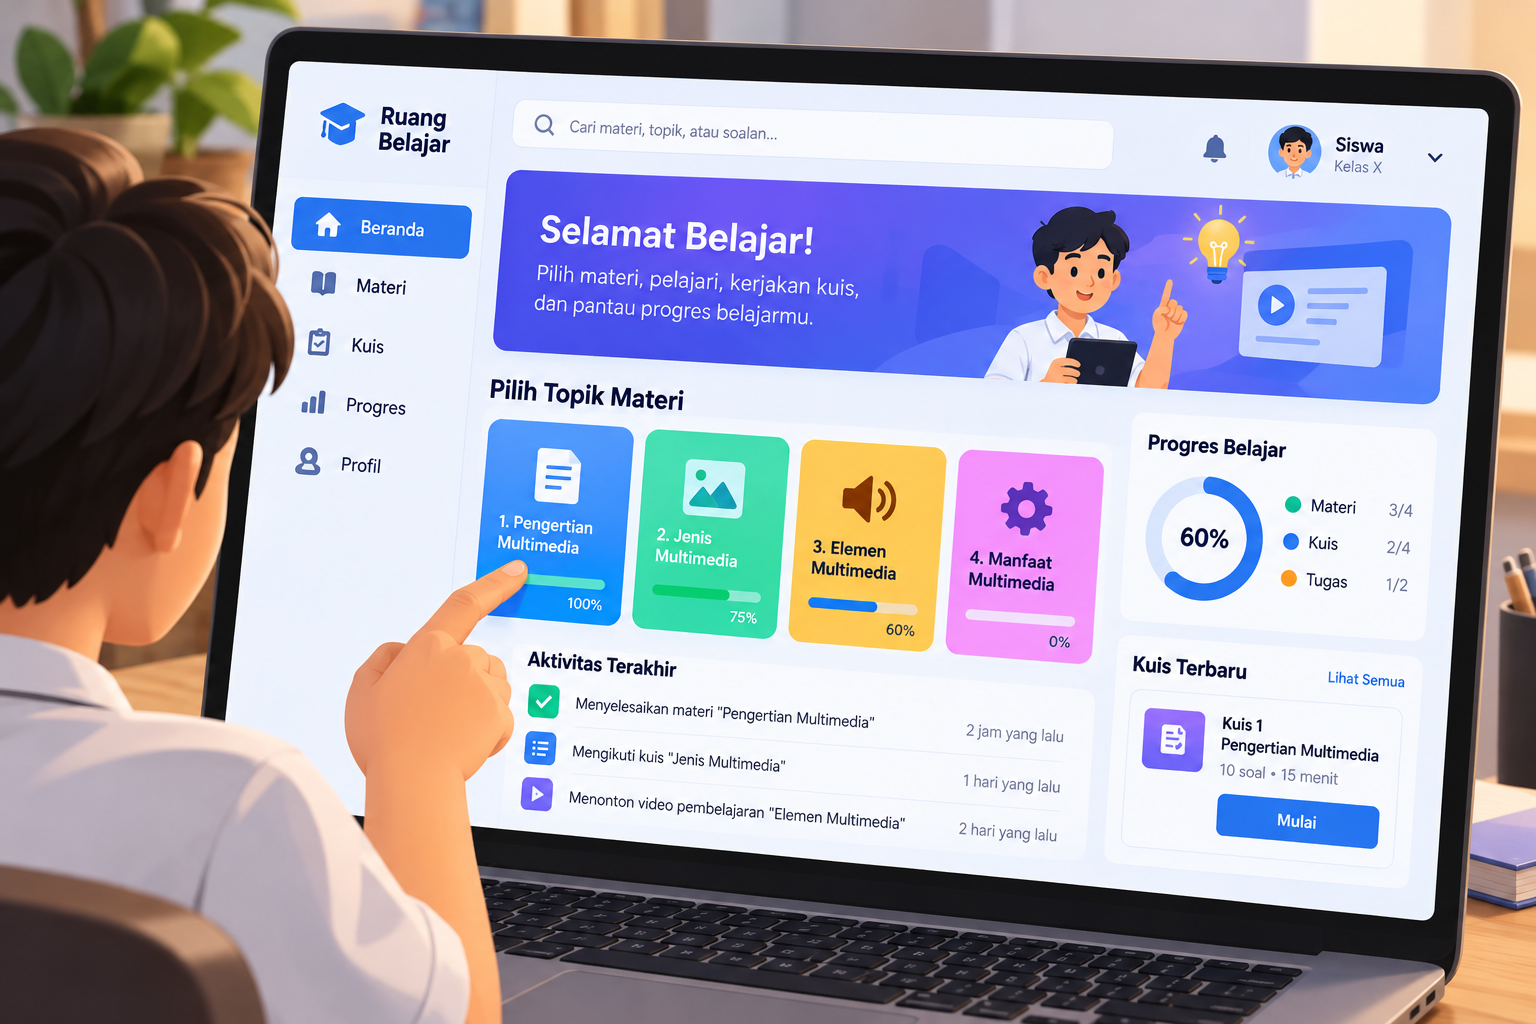 Ruang
Belajar
Cari materi, topik, atau soalan...
Siswa
Kelas X
Beranda
Materi
Kuis
Progres
Profil
Selamat Belajar!
Pilih materi, pelajari, kerjakan kuis,
dan pantau progres belajarmu.
Pilih Topik Materi
1. Pengertian
Multimedia
100%
2. Jenis
Multimedia
75%
3. Elemen
Multimedia
60%
4. Manfaat
Multimedia
0%
Progres Belajar
60%
Materi 3/4
Kuis 2/4
Tugas 1/2
Aktivitas Terakhir
Menyelesaikan materi "Pengertian Multimedia" 2 jam yang lalu
Mengikuti kuis "Jenis Multimedia" 1 hari yang lalu
Menonton video pembelajaran "Elemen Multimedia" 2 hari yang lalu
Kuis Terbaru
Lihat Semua
Kuis 1
Pengertian Multimedia
10 soal • 15 menit
Mulai